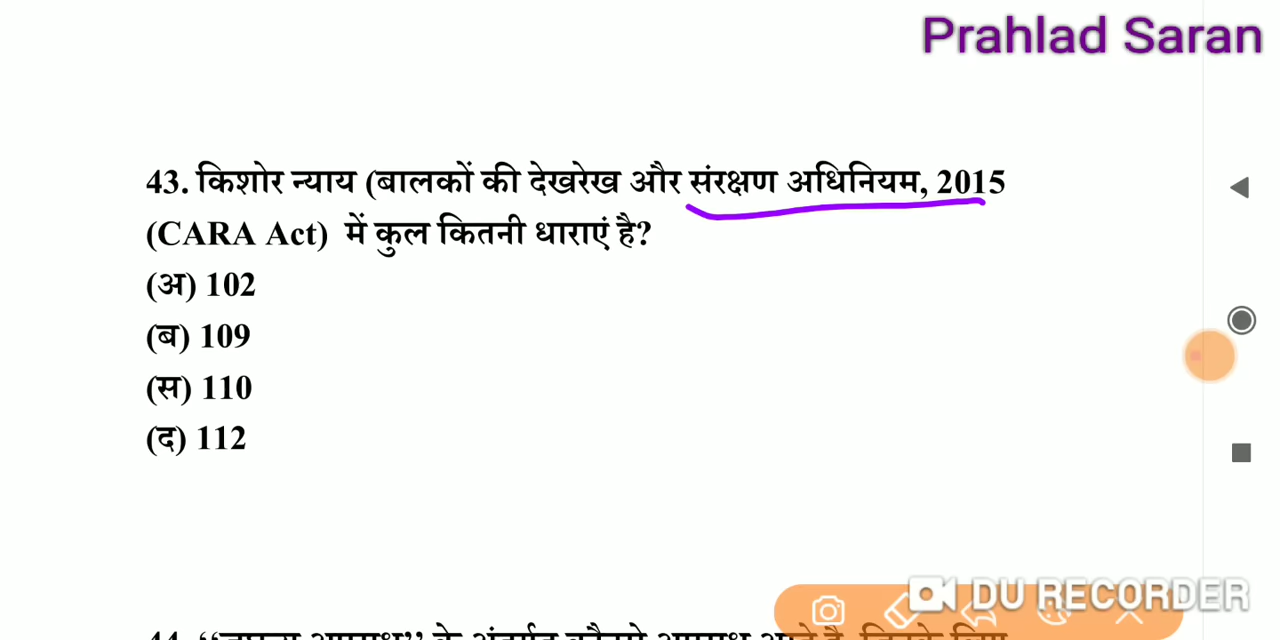 Prahlad Saran
43. किशोर न्याय (बालकों की देखरेख और संरक्षण अधिनियम, 2015
(CARA Act) में कुल कितनी धाराएं है?
(अ) 102
(ब) 109
(स) 110
(द) 112
DU RECORDER